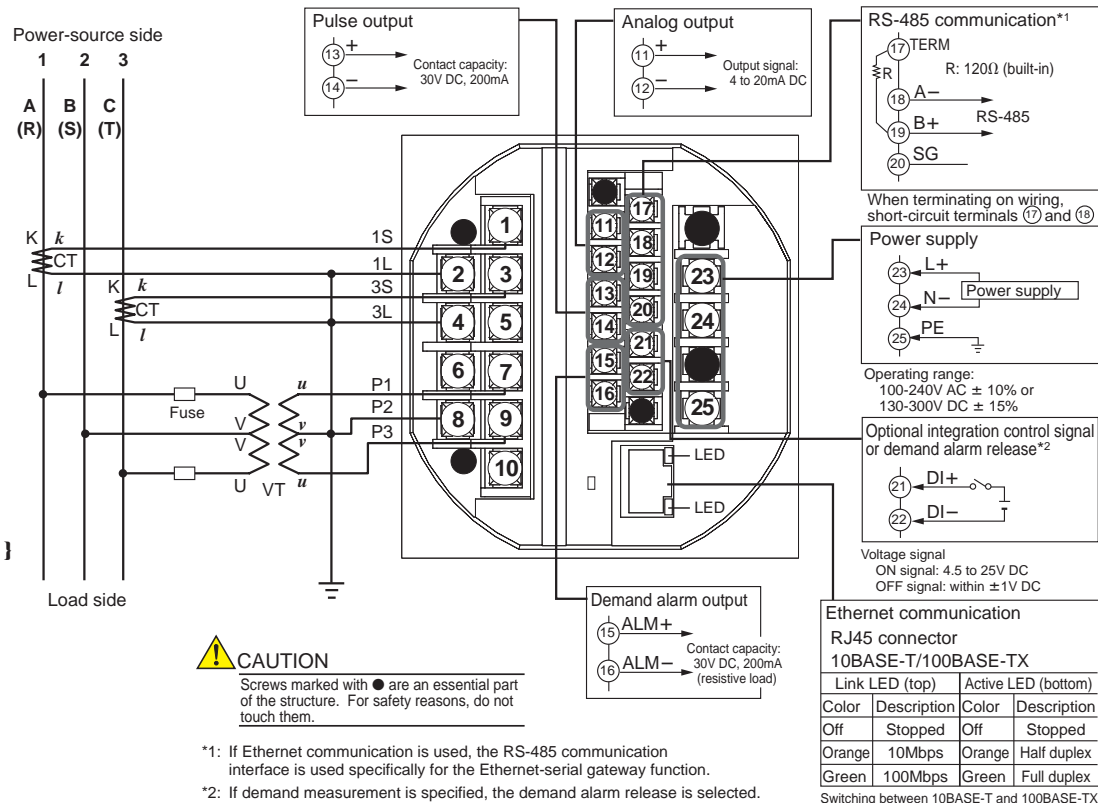 Power-source side
1 2 3
A B C
(R) (S) (T)
Pulse output
13 +
14 −
Contact capacity:
30V DC, 200mA
Analog output
11 +
12 −
Output signal:
4 to 20mA DC
RS-485 communication*1
17 TERM
R
R: 120Ω (built-in)
18 A−
19 B+
RS-485
20 SG
When terminating on wiring,
short-circuit terminals 17 and 18
Power supply
23 L+
24 N−
Power supply
25 PE
Operating range:
100-240V AC ± 10% or
130-300V DC ± 15%
Optional integration control signal
or demand alarm release*2
21 DI+
22 DI−
Voltage signal
ON signal: 4.5 to 25V DC
OFF signal: within ±1V DC
K k
CT
L l
K k
CT
L l
1S
1L
3S
3L
U u
Fuse
V v
V v
U VT u
P1
P2
P3
1
2 3
4 5
6 7
8 9
10
11
12
13
14
15
16
17
18
19
20
21
22
23
24
25
LED
LED
}
Load side
Demand alarm output
15 ALM+
16 ALM−
Contact capacity:
30V DC, 200mA
(resistive load)
Ethernet communication
RJ45 connector
10BASE-T/100BASE-TX
Link LED (top) Active LED (bottom)
Color Description Color Description
Off Stopped Off Stopped
Orange 10Mbps Orange Half duplex
Green 100Mbps Green Full duplex
Switching between 10BASE-T and 100BASE-TX
! CAUTION
Screws marked with ● are an essential part
of the structure. For safety reasons, do not
touch them.
*1: If Ethernet communication is used, the RS-485 communication
interface is used specifically for the Ethernet-serial gateway function.
*2: If demand measurement is specified, the demand alarm release is selected.